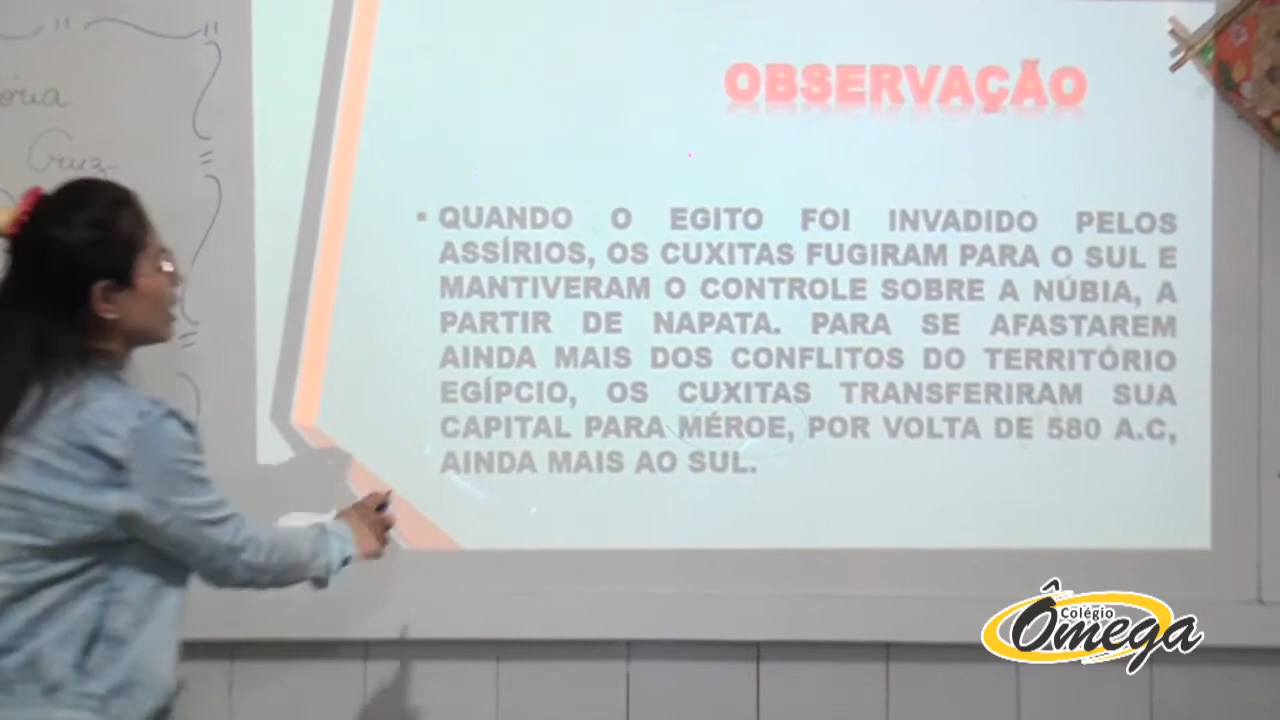 OBSERVAÇÃO
▪ QUANDO O EGITO FOI INVADIDO PELOS
ASSÍRIOS, OS CUXITAS FUGIRAM PARA O SUL E
MANTIVERAM O CONTROLE SOBRE A NÚBIA, A
PARTIR DE NAPATA. PARA SE AFASTAREM
AINDA MAIS DOS CONFLITOS DO TERRITÓRIO
EGÍPCIO, OS CUXITAS TRANSFERIRAM SUA
CAPITAL PARA MÉROE, POR VOLTA DE 580 A.C,
AINDA MAIS AO SUL.
Cruz
Colégio
Ômega